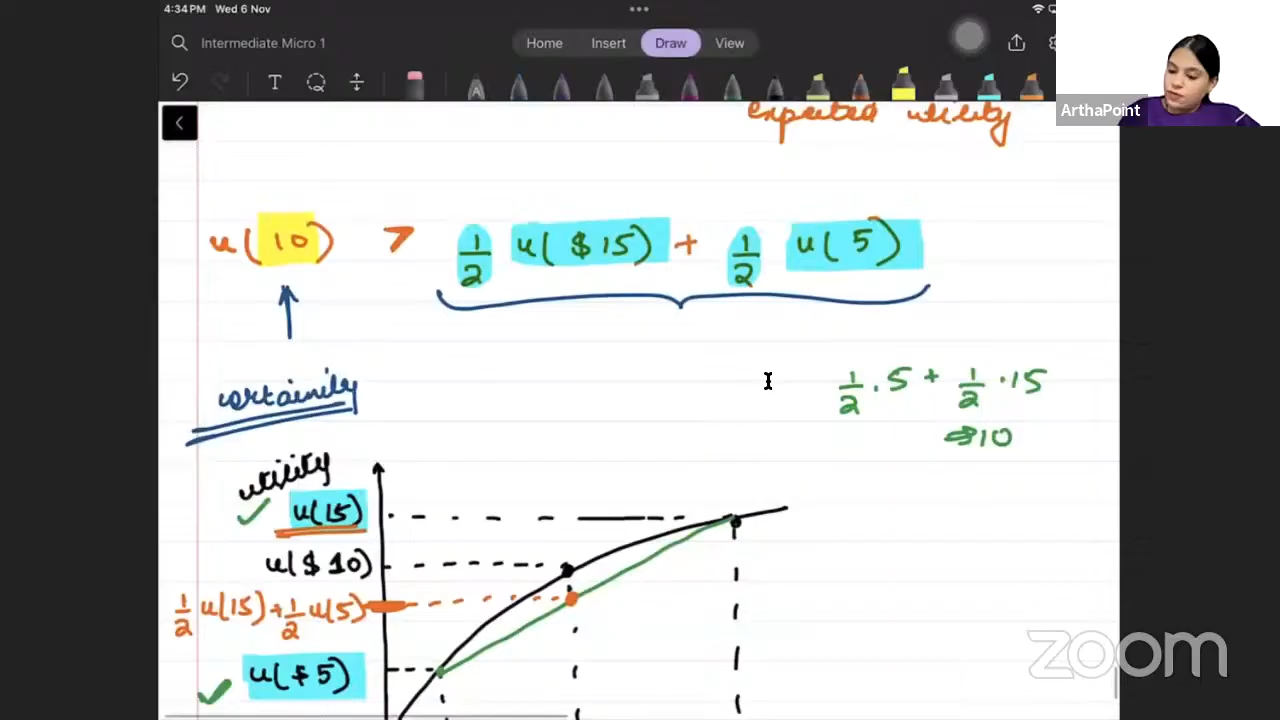 4:34 PM Wed 6 Nov
Intermediate Micro 1
Home Insert Draw View
ArthaPoint
expected utility
u(10) > 1/2 u($15) + 1/2 u(5)
certainity
1/2 . 5 + 1/2 . 15
⇒10
utility
u(15)
u($10)
1/2 u(15) + 1/2 u(5)
u($5)
zoom